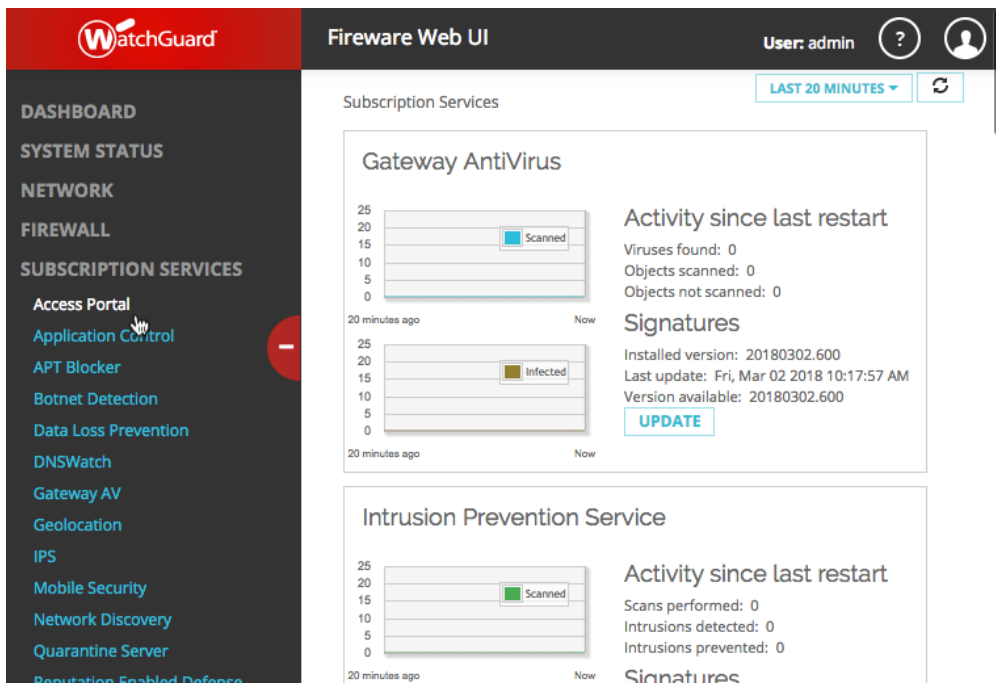 WatchGuard
Fireware Web UI
User: admin
?
DASHBOARD
SYSTEM STATUS
NETWORK
FIREWALL
SUBSCRIPTION SERVICES
Access Portal
Application Control
APT Blocker
Botnet Detection
Data Loss Prevention
DNSWatch
Gateway AV
Geolocation
IPS
Mobile Security
Network Discovery
Quarantine Server
Reputation Enabled Defense
Subscription Services
LAST 20 MINUTES
Gateway AntiVirus
25
20
15
10
5
0
Scanned
20 minutes ago Now
25
20
15
10
5
0
Infected
20 minutes ago Now
Activity since last restart
Viruses found: 0
Objects scanned: 0
Objects not scanned: 0
Signatures
Installed version: 20180302.600
Last update: Fri, Mar 02 2018 10:17:57 AM
Version available: 20180302.600
UPDATE
Intrusion Prevention Service
25
20
15
10
5
0
Scanned
20 minutes ago Now
Activity since last restart
Scans performed: 0
Intrusions detected: 0
Intrusions prevented: 0
Signatures